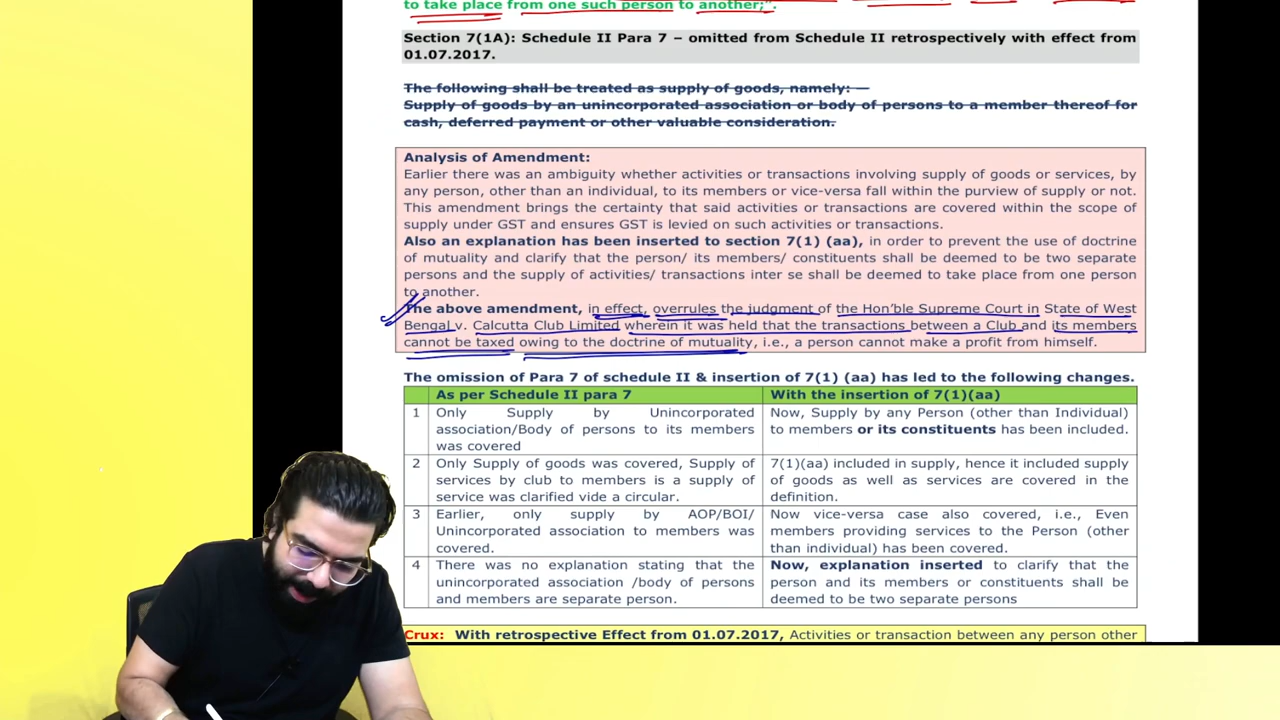 to take place from one such person to another;".
Section 7(1A): Schedule II Para 7 – omitted from Schedule II retrospectively with effect from
01.07.2017.
The following shall be treated as supply of goods, namely: —
Supply of goods by an unincorporated association or body of persons to a member thereof for
cash, deferred payment or other valuable consideration.
Analysis of Amendment:
Earlier there was an ambiguity whether activities or transactions involving supply of goods or services, by
any person, other than an individual, to its members or vice-versa fall within the purview of supply or not.
This amendment brings the certainty that said activities or transactions are covered within the scope of
supply under GST and ensures GST is levied on such activities or transactions.
Also an explanation has been inserted to section 7(1) (aa), in order to prevent the use of doctrine
of mutuality and clarify that the person/ its members/ constituents shall be deemed to be two separate
persons and the supply of activities/ transactions inter se shall be deemed to take place from one person
to another.
The above amendment, in effect, overrules the judgment of the Hon'ble Supreme Court in State of West
Bengal v. Calcutta Club Limited wherein it was held that the transactions between a Club and its members
cannot be taxed owing to the doctrine of mutuality, i.e., a person cannot make a profit from himself.
The omission of Para 7 of schedule II & insertion of 7(1) (aa) has led to the following changes.
As per Schedule II para 7 With the insertion of 7(1)(aa)
1 Only Supply by Unincorporated
association/Body of persons to its members
was covered
Now, Supply by any Person (other than Individual)
to members or its constituents has been included.
2 Only Supply of goods was covered, Supply of
services by club to members is a supply of
service was clarified vide a circular.
7(1)(aa) included in supply, hence it included supply
of goods as well as services are covered in the
definition.
3 Earlier, only supply by AOP/BOI/
Unincorporated association to members was
covered.
Now vice-versa case also covered, i.e., Even
members providing services to the Person (other
than individual) has been covered.
4 There was no explanation stating that the
unincorporated association /body of persons
and members are separate person.
Now, explanation inserted to clarify that the
person and its members or constituents shall be
deemed to be two separate persons
Crux: With retrospective Effect from 01.07.2017, Activities or transaction between any person other